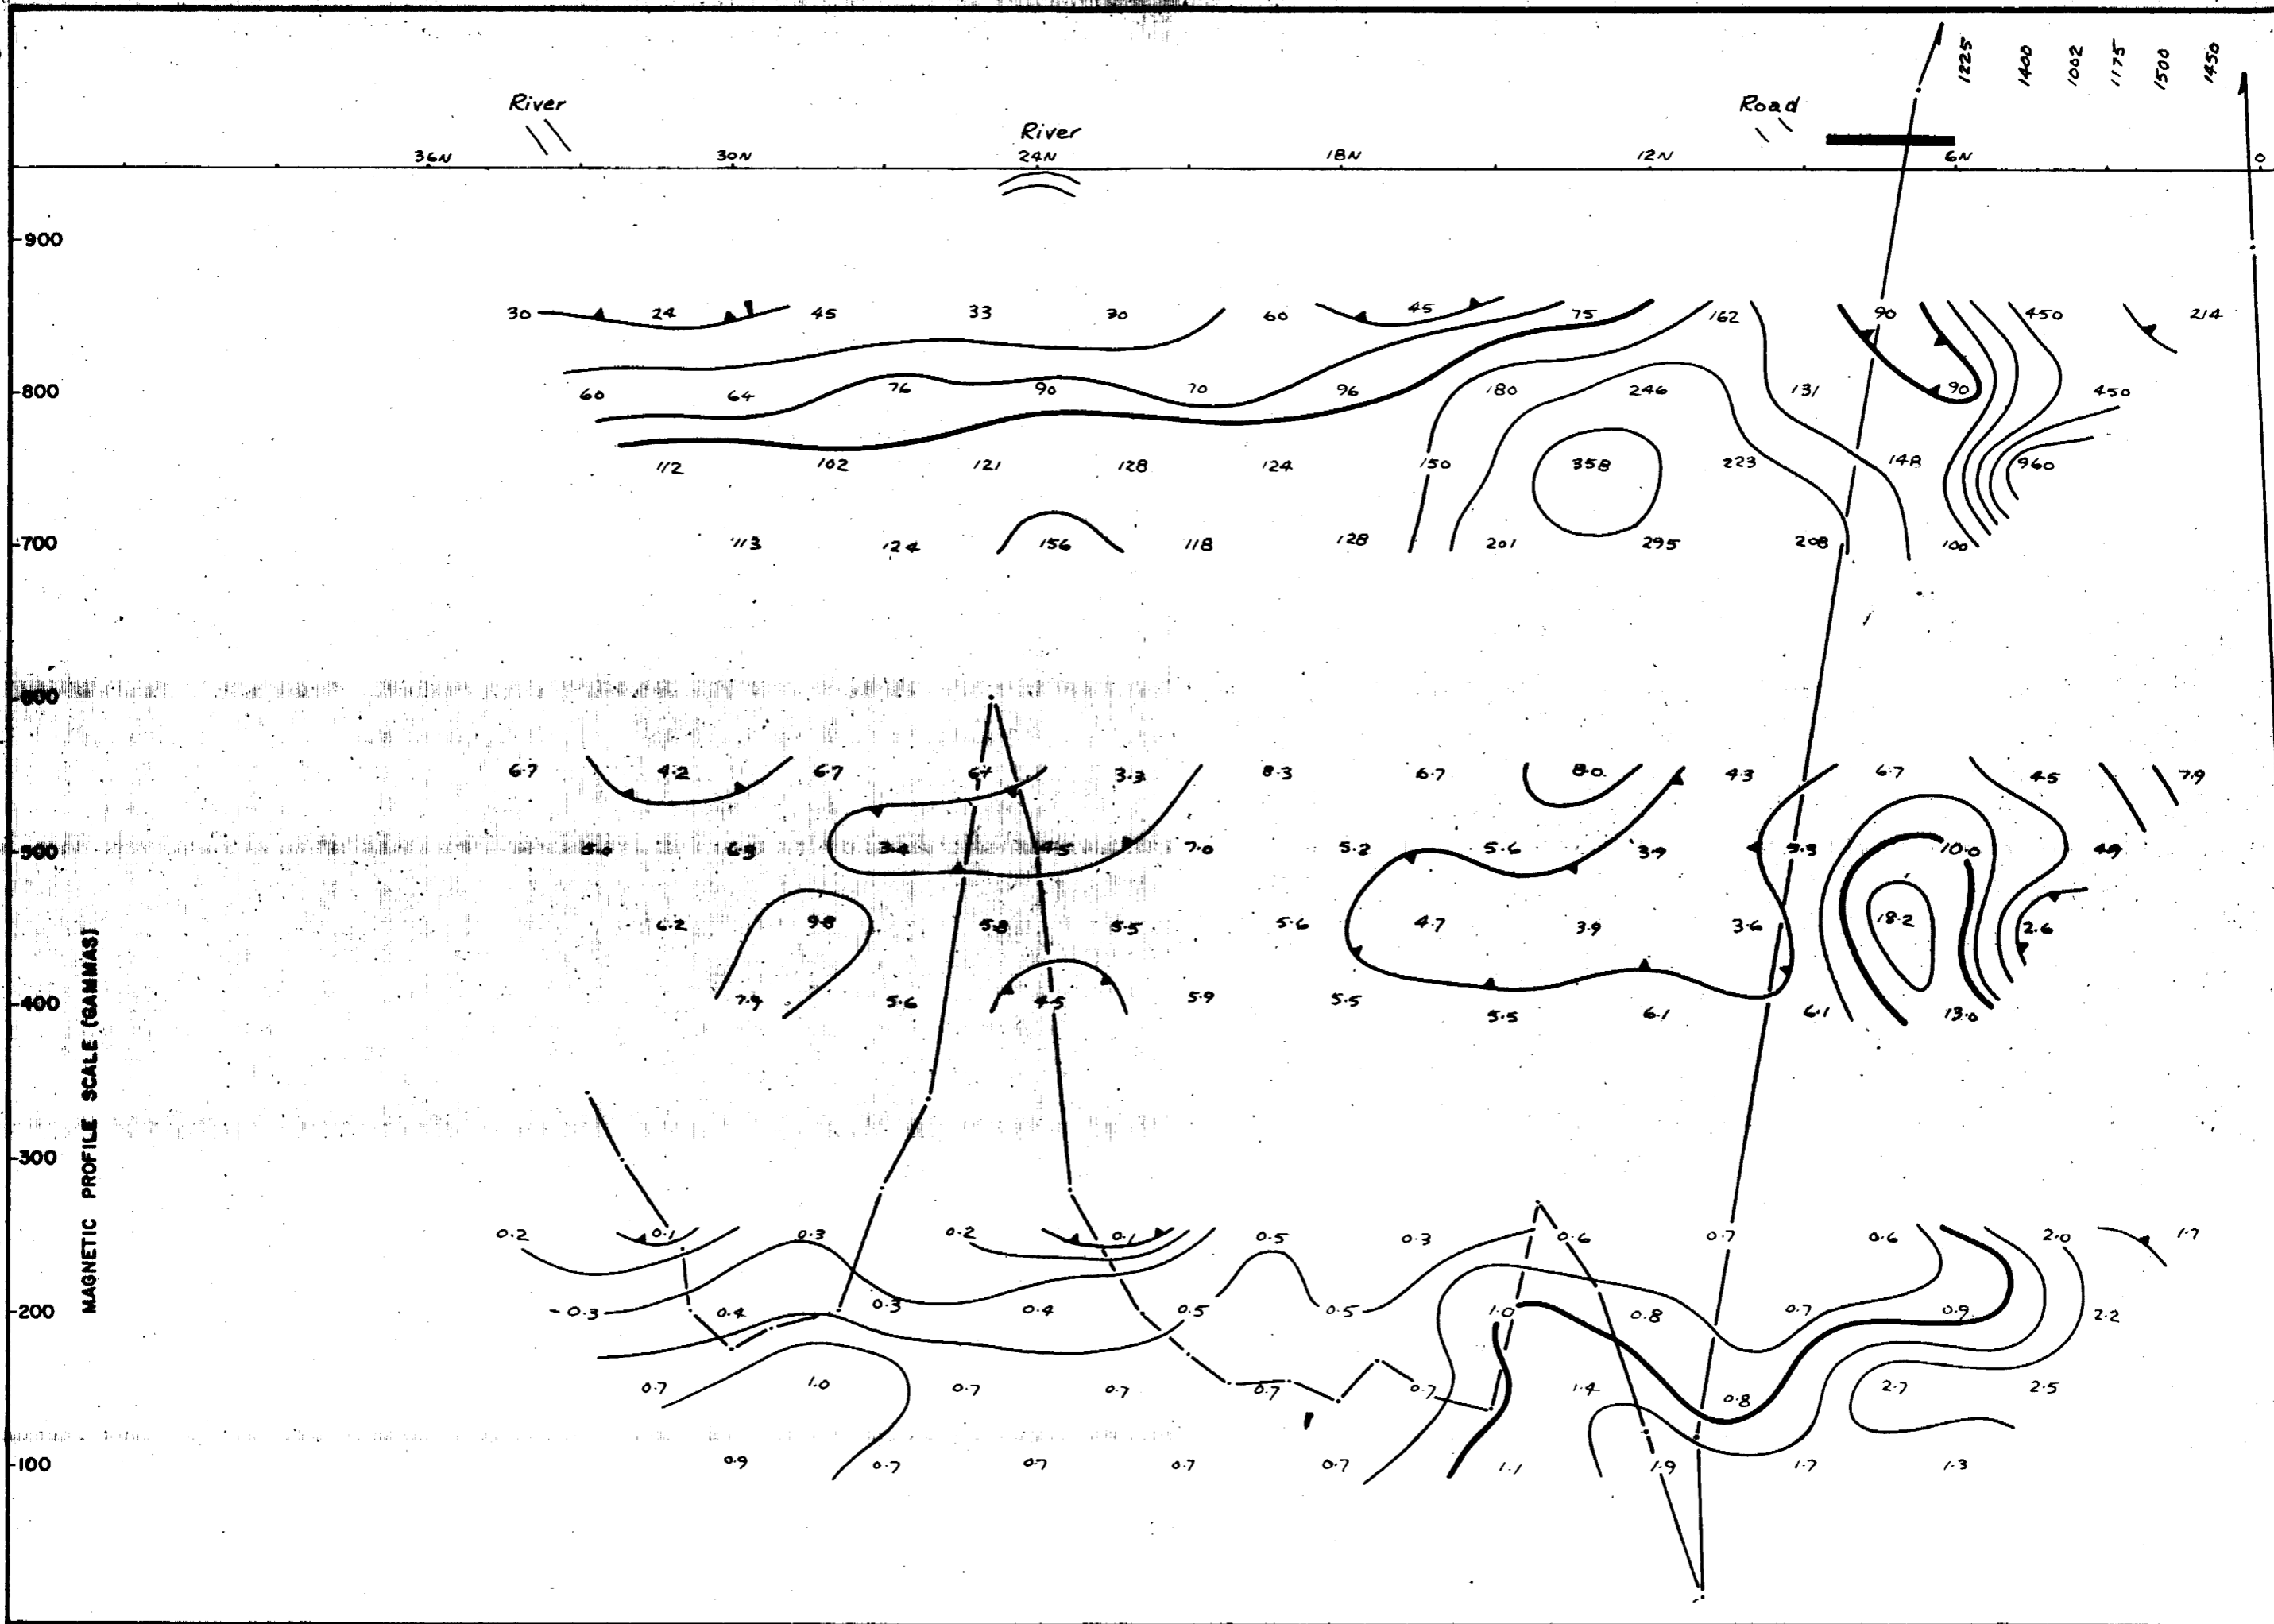 1225 1400 1002 1175 1500 1450
River
River
Road
36N 30N 24N 18N 12N 6N 0
900
30 24 45 33 30 60 45 75 162 90 450 214
800
60 64 76 90 70 96 180 246 131 90 450
112 102 121 128 124 150 358 223 148 960
700
113 124 156 118 128 201 295 208 100
600
6.7 4.2 6.7 3.3 8.3 6.7 8.0 4.3 6.7 4.5 7.9
500
6.9 3.4 4.5 7.0 5.2 5.6 3.9 5.3 10.0 4.9
6.2 9.8 5.8 5.5 5.6 4.7 3.9 3.6 18.2 2.6
400
7.9 5.6 4.5 5.9 5.5 5.5 6.1 6.1 13.0
300
0.2 0.1 0.3 0.2 0.1 0.5 0.3 0.6 0.7 0.6 2.0 1.7
200
0.3 0.4 0.3 0.4 0.5 0.5 1.0 0.8 0.7 0.9 2.2
0.7 1.0 0.7 0.7 0.7 0.7 1.4 0.8 2.7 2.5
100
0.9 0.7 0.7 0.7 0.7 1.1 1.9 1.7 1.3
MAGNETIC PROFILE SCALE (GAMMAS)